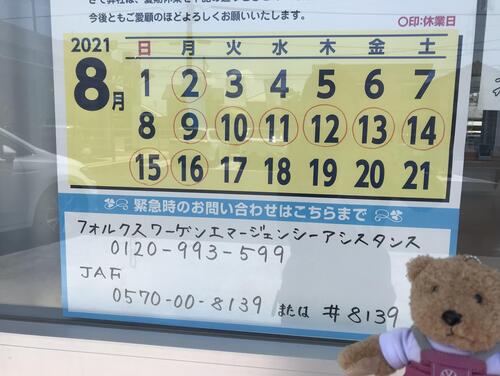 今後ともご愛顧のほどよろしくお願いいたします。
〇印:休業日
2021
8月
日 月 火 水 木 金 土
1 2 3 4 5 6 7
8 9 10 11 12 13 14
15 16 17 18 19 20 21
緊急時のお問い合わせはこちらまで
フォルクスワーゲンエマージェンシーアシスタンス
0120-993-599
JAF
0570-00-8139 または #8139